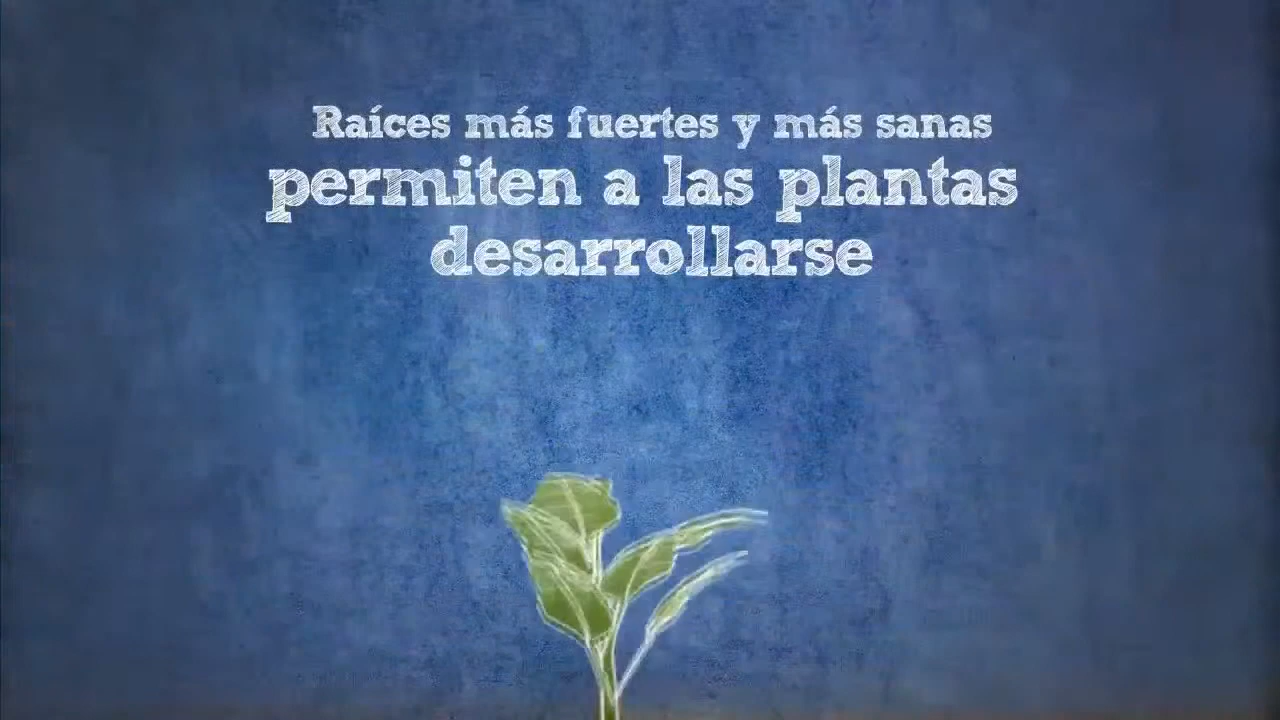 Raíces más fuertes y más sanas
permiten a las plantas
desarrollarse